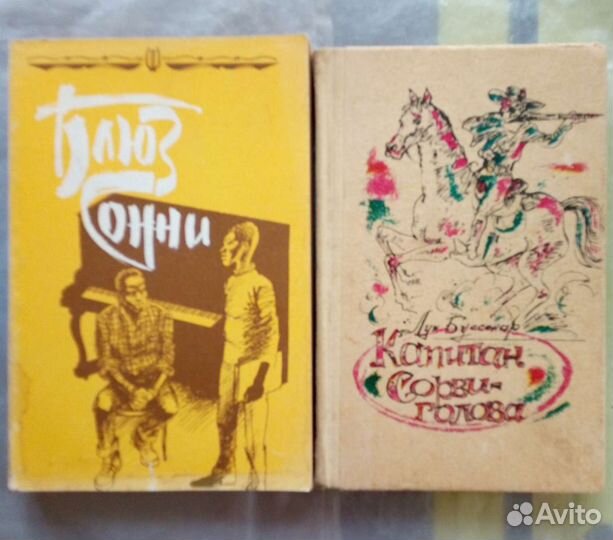 Блюз
Сонни
Луи Буссенар
Капитан
Сорви-
голова
Avito